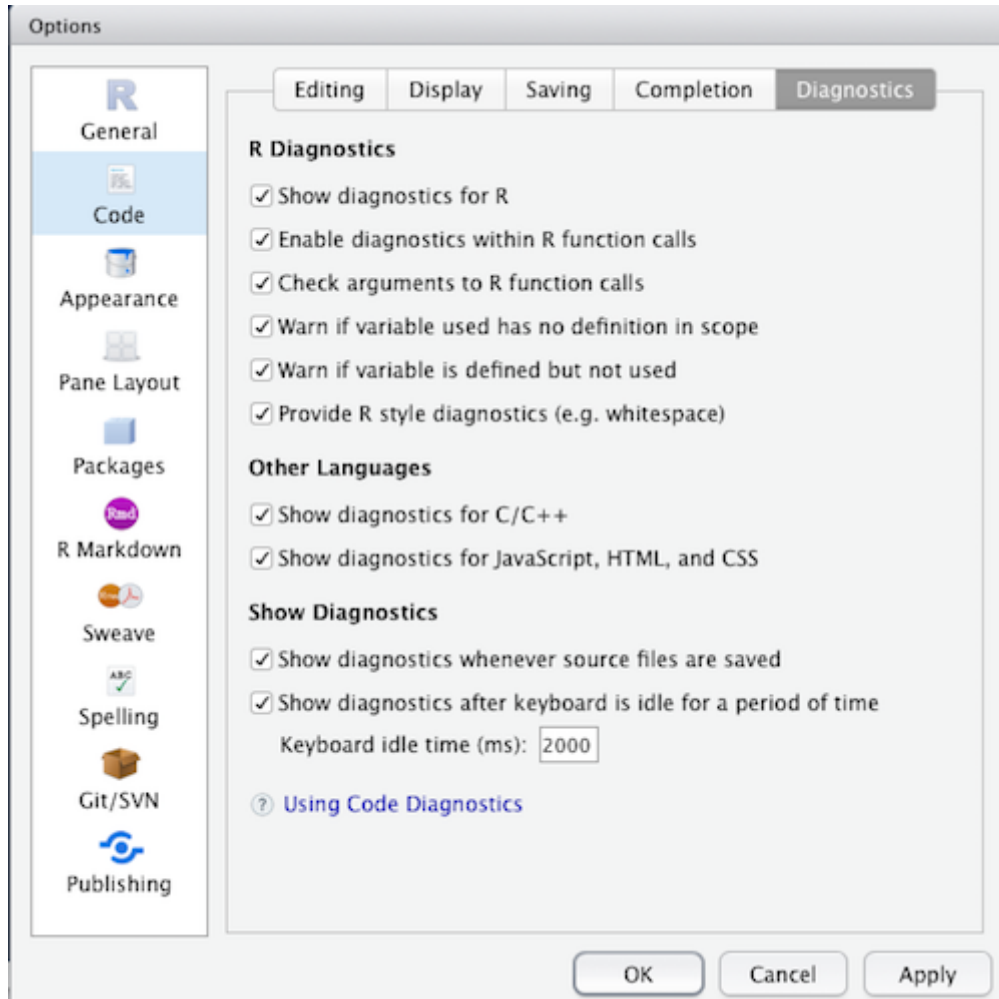 Options
General
Code
Appearance
Pane Layout
Packages
Rmd
R Markdown
Sweave
ABC
Spelling
Git/SVN
Publishing
Editing Display Saving Completion Diagnostics
R Diagnostics
Show diagnostics for R
Enable diagnostics within R function calls
Check arguments to R function calls
Warn if variable used has no definition in scope
Warn if variable is defined but not used
Provide R style diagnostics (e.g. whitespace)
Other Languages
Show diagnostics for C/C++
Show diagnostics for JavaScript, HTML, and CSS
Show Diagnostics
Show diagnostics whenever source files are saved
Show diagnostics after keyboard is idle for a period of time
Keyboard idle time (ms): 2000
? Using Code Diagnostics
OK Cancel Apply